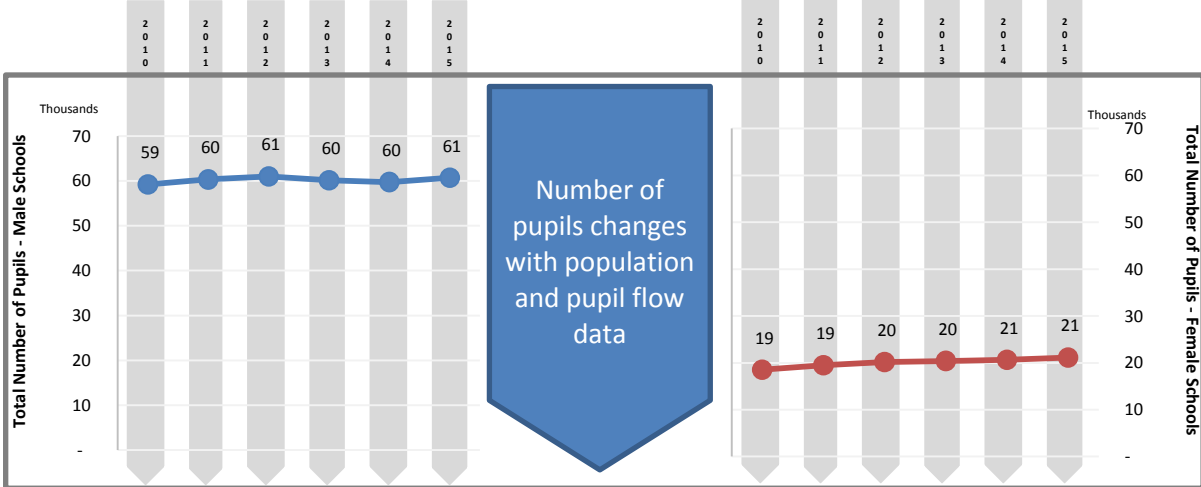 2010 2011 2012 2013 2014 2015
2010 2011 2012 2013 2014 2015
Total Number of Pupils - Male Schools
Thousands
70
60
50
40
30
20
10
-
59 60 61 60 60 61
Number of
pupils changes
with population
and pupil flow
data
19 19 20 20 21 21
Thousands
70
60
50
40
30
20
10
-
Total Number of Pupils - Female Schools